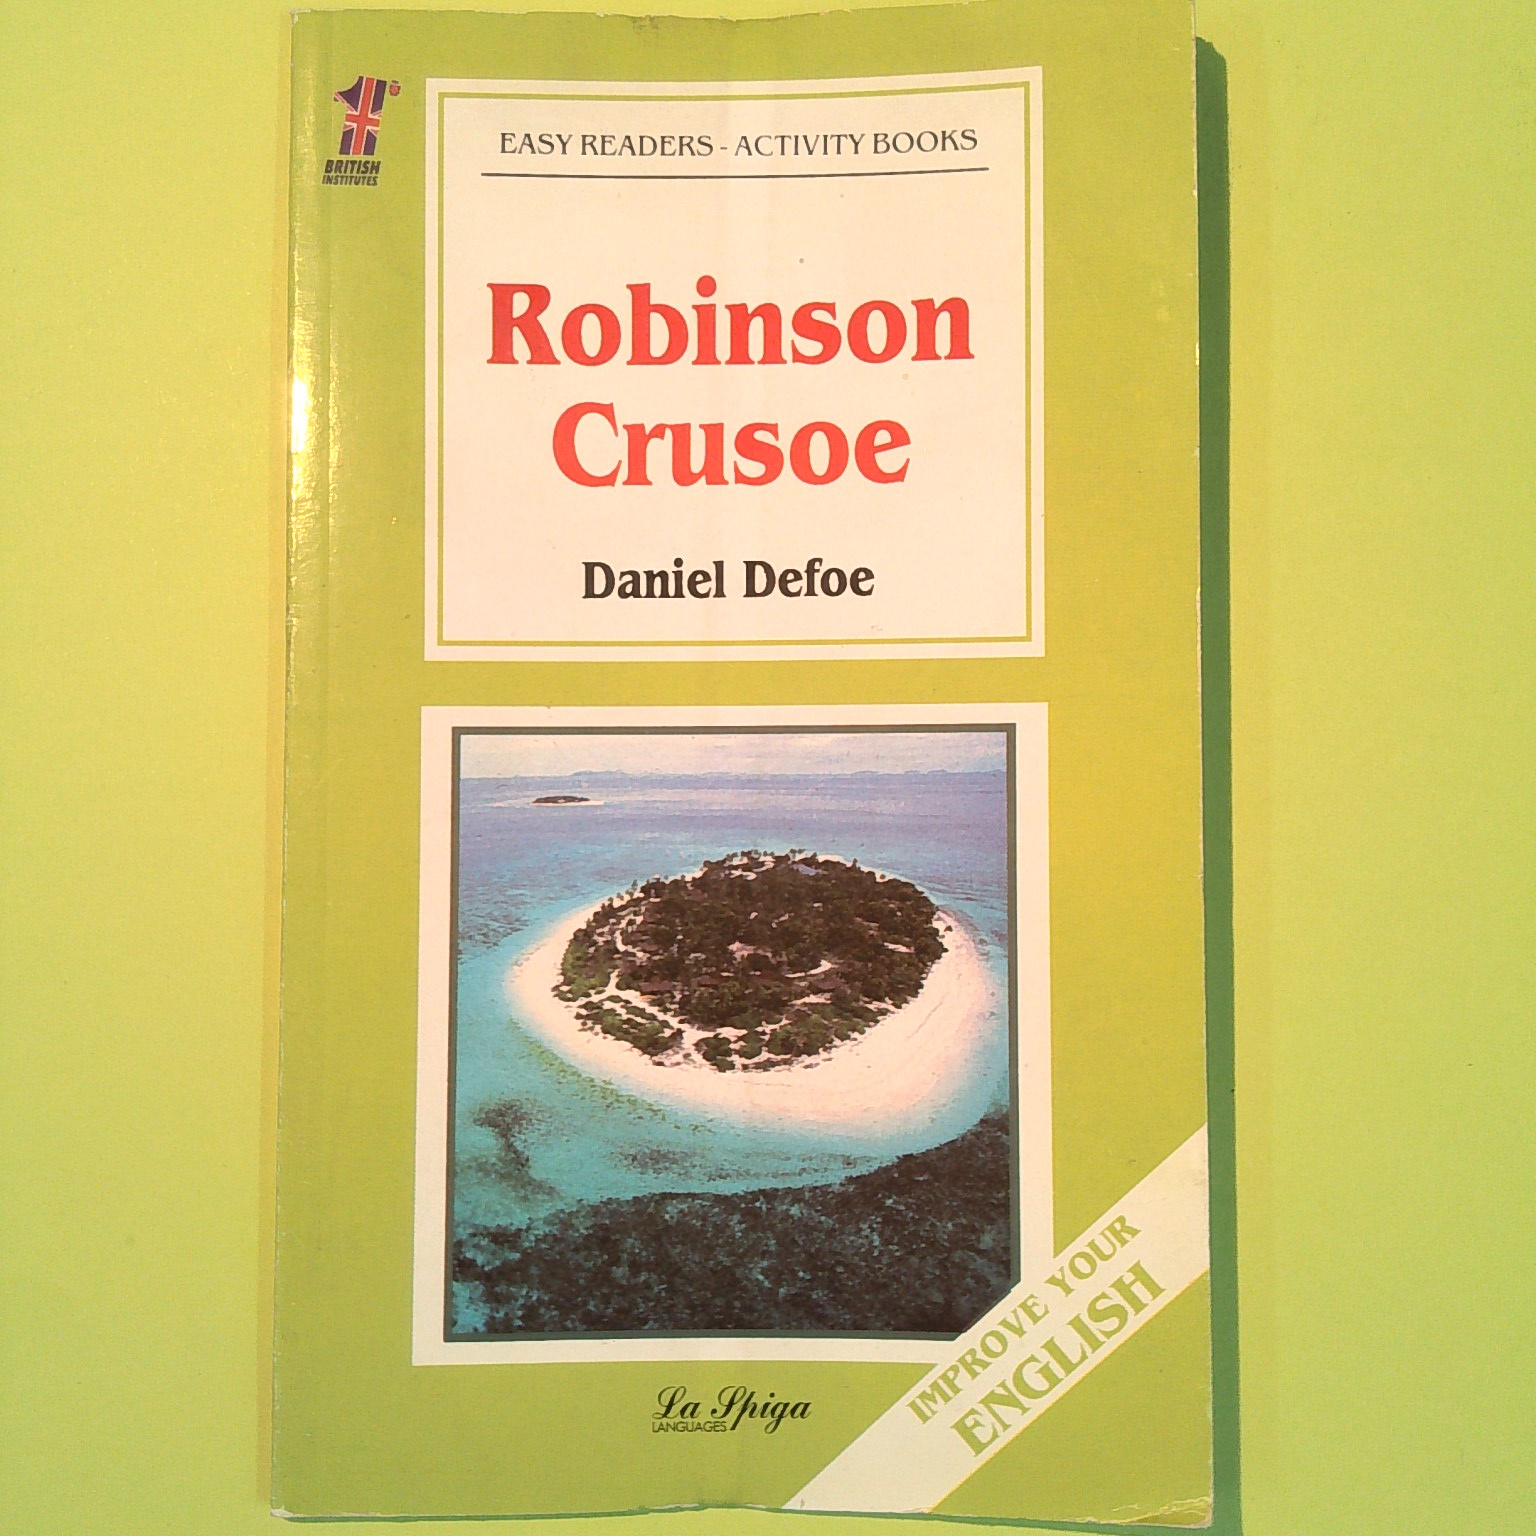 BRITISH
INSTITUTES
EASY READERS - ACTIVITY BOOKS
Robinson
Crusoe
Daniel Defoe
IMPROVE YOUR
ENGLISH
La Spiga
LANGUAGES